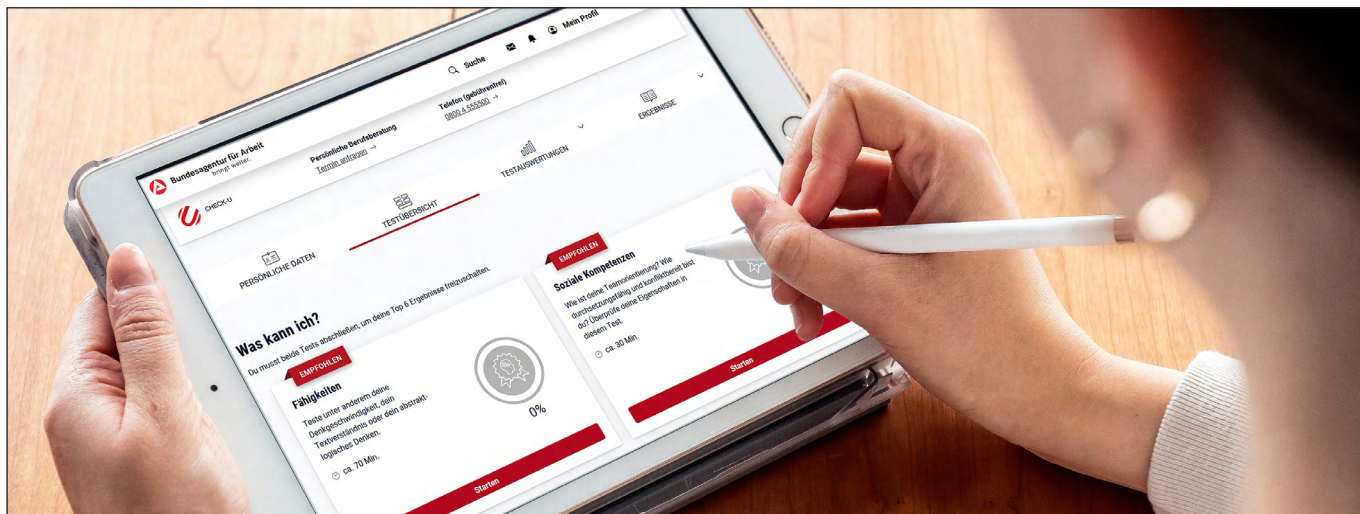 Suche
Mein Profil
Bundesagentur für Arbeit
bringt weiter.
Persönliche Berufsberatung
Termin anfragen →
Telefon (gebührenfrei)
0800 4 555500 →
CHECK-U
PERSÖNLICHE DATEN
TESTÜBERSICHT
TESTAUSWERTUNGEN
ERGEBNISSE
Was kann ich?
Du musst beide Tests abschließen, um deine Top 6 Ergebnisse freizuschalten.
EMPFOHLEN
Fähigkeiten
Teste unter anderem deine
Denkgeschwindigkeit, dein
Textverständnis oder dein abstrakt-
logisches Denken.
ca. 70 Min.
0%
Starten
EMPFOHLEN
Soziale Kompetenzen
Wie ist deine Teamorientierung? Wie
durchsetzungsfähig und konfliktbereit bist
du? Überprüfe deine Eigenschaften in
diesem Test.
ca. 30 Min.
Starten